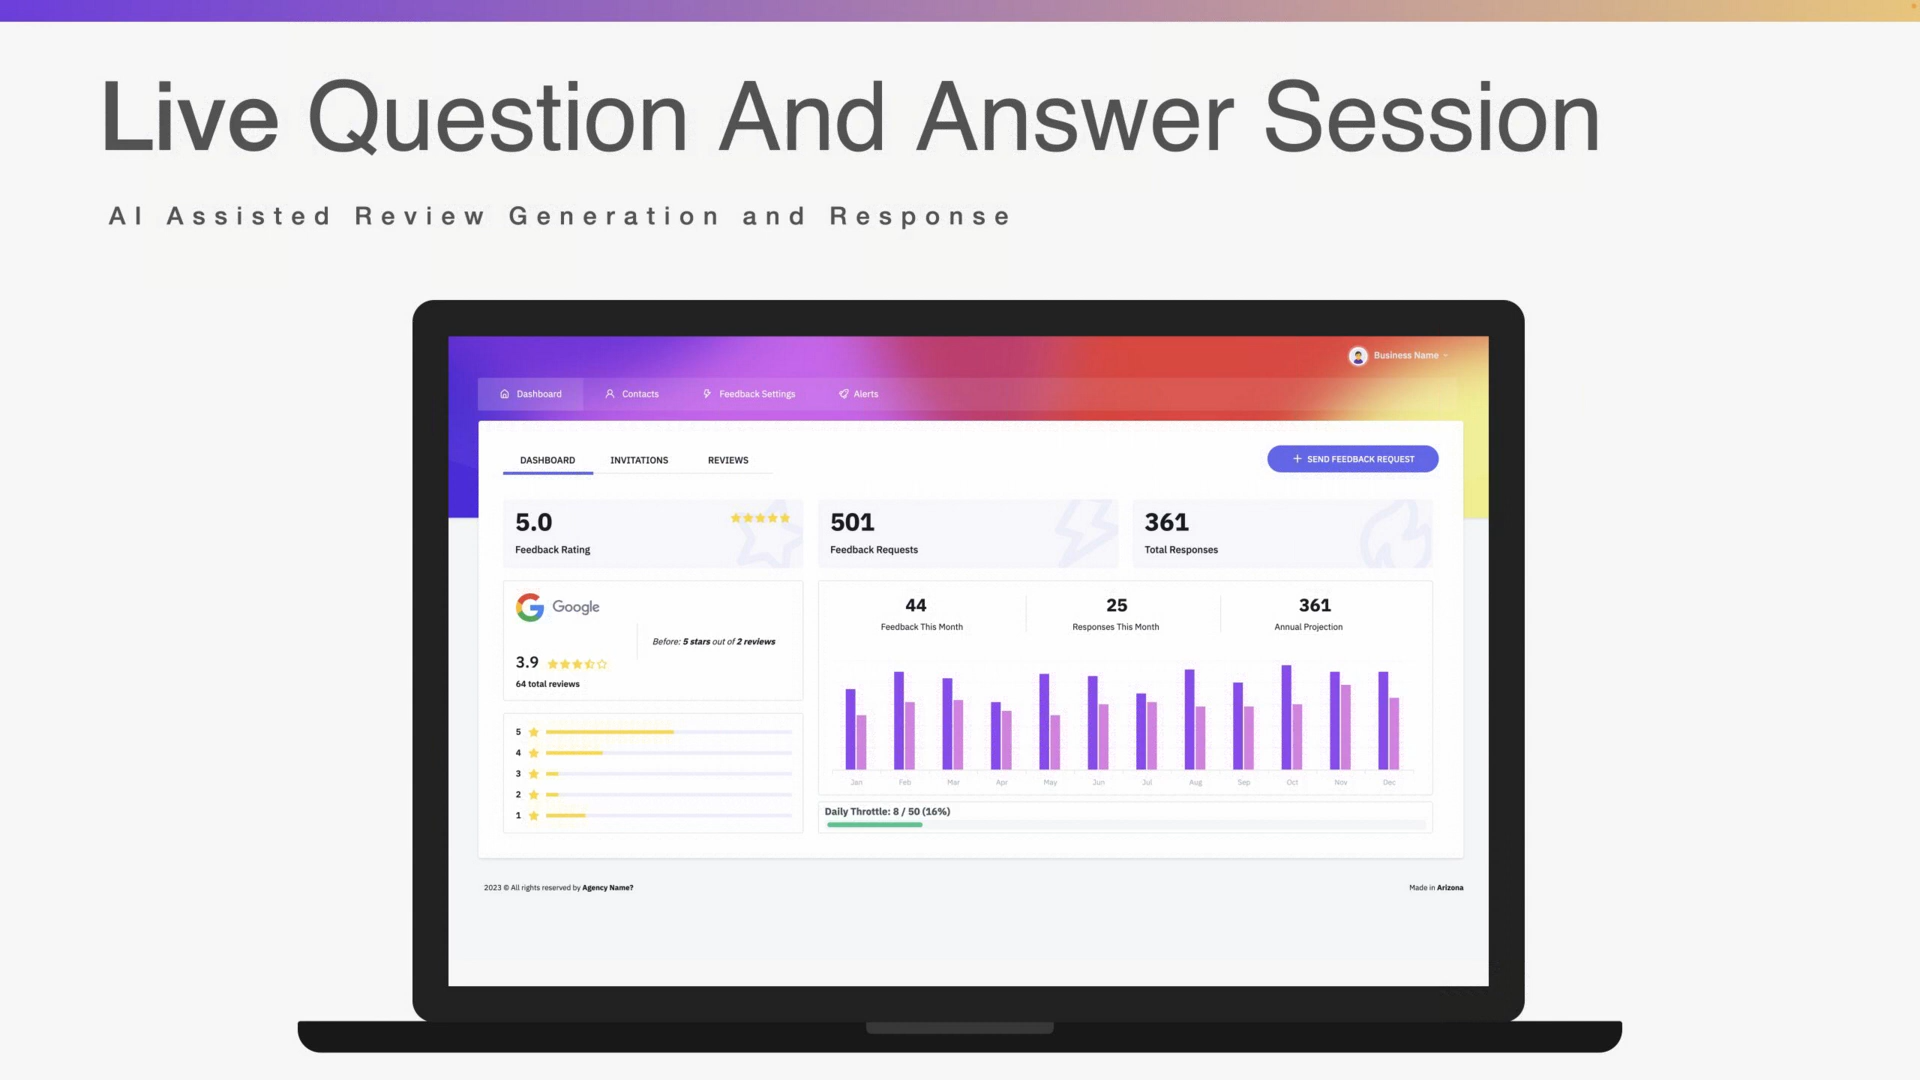 Live Question And Answer Session
AI Assisted Review Generation and Response
Business Name
Dashboard Contacts Feedback Settings Alerts
DASHBOARD INVITATIONS REVIEWS
+ SEND FEEDBACK REQUEST
5.0
Feedback Rating
501
Feedback Requests
361
Total Responses
Google
Before: 5 stars out of 2 reviews
3.9
64 total reviews
5
4
3
2
1
44
Feedback This Month
25
Responses This Month
361
Annual Projection
Jan Feb Mar Apr May Jun Jul Aug Sep Oct Nov Dec
Daily Throttle: 8 / 50 (16%)
2023 © All rights reserved by Agency Name?
Made in Arizona